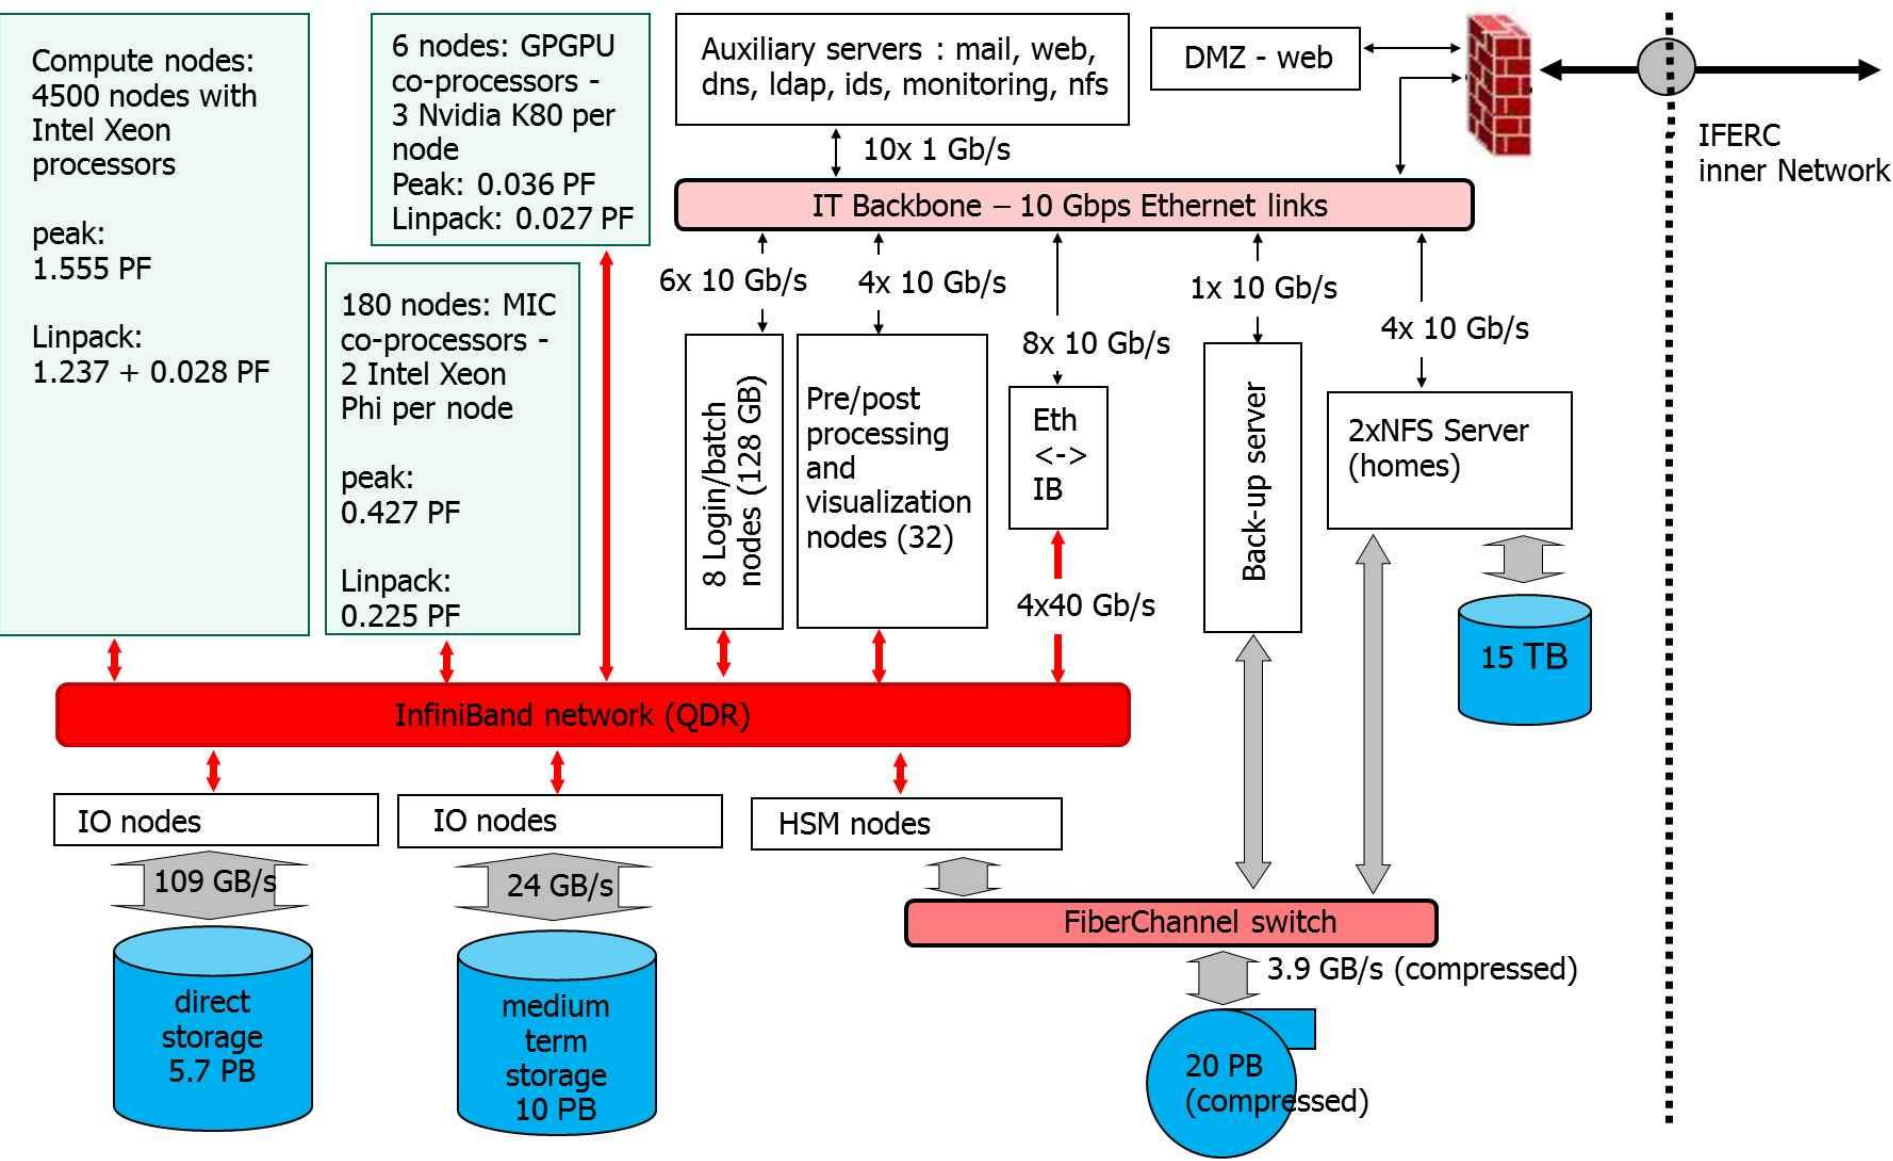 Compute nodes:
4500 nodes with
Intel Xeon
processors
peak:
1.555 PF
Linpack:
1.237 + 0.028 PF
6 nodes: GPGPU
co-processors -
3 Nvidia K80 per
node
Peak: 0.036 PF
Linpack: 0.027 PF
180 nodes: MIC
co-processors -
2 Intel Xeon
Phi per node
peak:
0.427 PF
Linpack:
0.225 PF
Auxiliary servers : mail, web,
dns, ldap, ids, monitoring, nfs
DMZ - web
IFERC
inner Network
10x 1 Gb/s
IT Backbone – 10 Gbps Ethernet links
6x 10 Gb/s
4x 10 Gb/s
8x 10 Gb/s
1x 10 Gb/s
4x 10 Gb/s
8 Login/batch
nodes (128 GB)
Pre/post
processing
and
visualization
nodes (32)
Eth
<->
IB
4x40 Gb/s
Back-up server
2xNFS Server
(homes)
15 TB
InfiniBand network (QDR)
IO nodes
IO nodes
HSM nodes
109 GB/s
24 GB/s
FiberChannel switch
3.9 GB/s (compressed)
direct
storage
5.7 PB
medium
term
storage
10 PB
20 PB
(compressed)